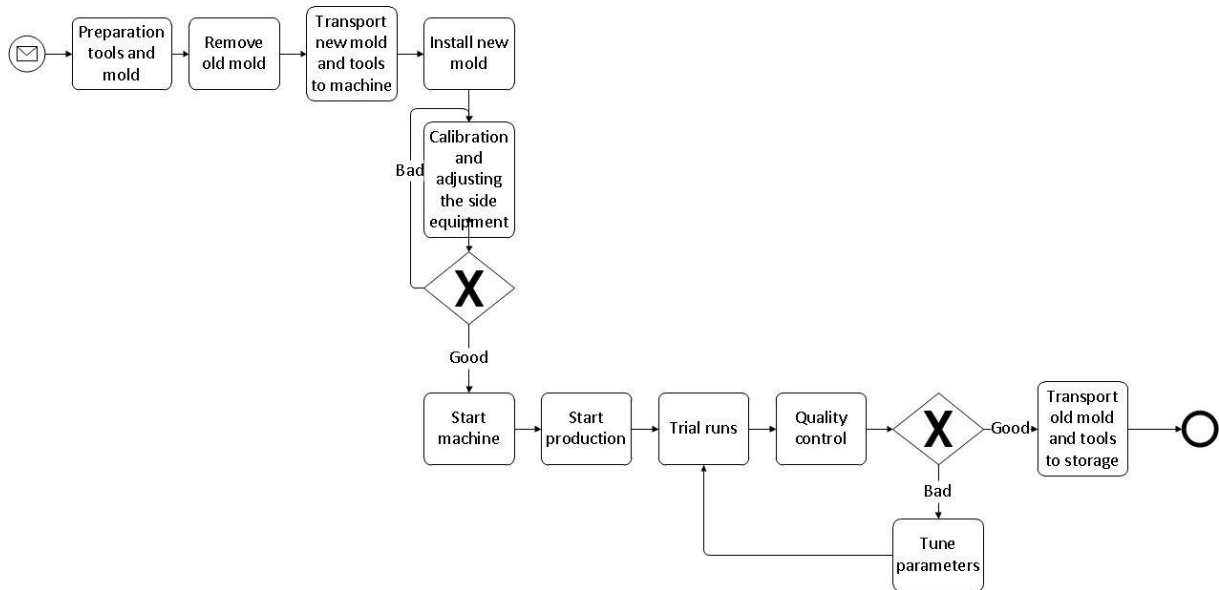 Preparation
tools and
mold
Remove
old mold
Transport
new mold
and tools
to machine
Install new
mold
Calibration
and
adjusting
the side
equipment
Bad
X
Good
Start
machine
Start
production
Trial runs
Quality
control
X
Good
Transport
old mold
and tools
to storage
Bad
Tune
parameters